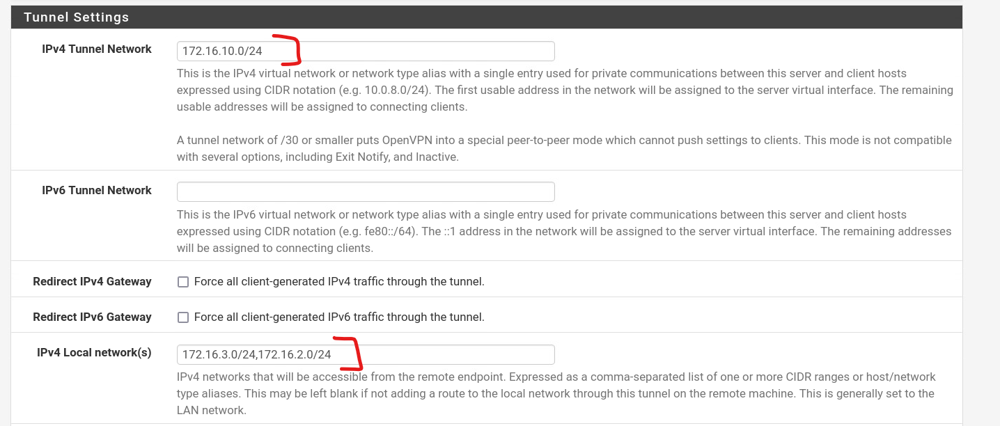 Tunnel Settings
IPv4 Tunnel Network
172.16.10.0/24
This is the IPv4 virtual network or network type alias with a single entry used for private communications between this server and client hosts
expressed using CIDR notation (e.g. 10.0.8.0/24). The first usable address in the network will be assigned to the server virtual interface. The remaining
usable addresses will be assigned to connecting clients.
A tunnel network of /30 or smaller puts OpenVPN into a special peer-to-peer mode which cannot push settings to clients. This mode is not compatible
with several options, including Exit Notify, and Inactive.
IPv6 Tunnel Network
This is the IPv6 virtual network or network type alias with a single entry used for private communications between this server and client hosts
expressed using CIDR notation (e.g. fe80::/64). The ::1 address in the network will be assigned to the server virtual interface. The remaining addresses
will be assigned to connecting clients.
Redirect IPv4 Gateway
Force all client-generated IPv4 traffic through the tunnel.
Redirect IPv6 Gateway
Force all client-generated IPv6 traffic through the tunnel.
IPv4 Local network(s)
172.16.3.0/24,172.16.2.0/24
IPv4 networks that will be accessible from the remote endpoint. Expressed as a comma-separated list of one or more CIDR ranges or host/network
type aliases. This may be left blank if not adding a route to the local network through this tunnel on the remote machine. This is generally set to the
LAN network.